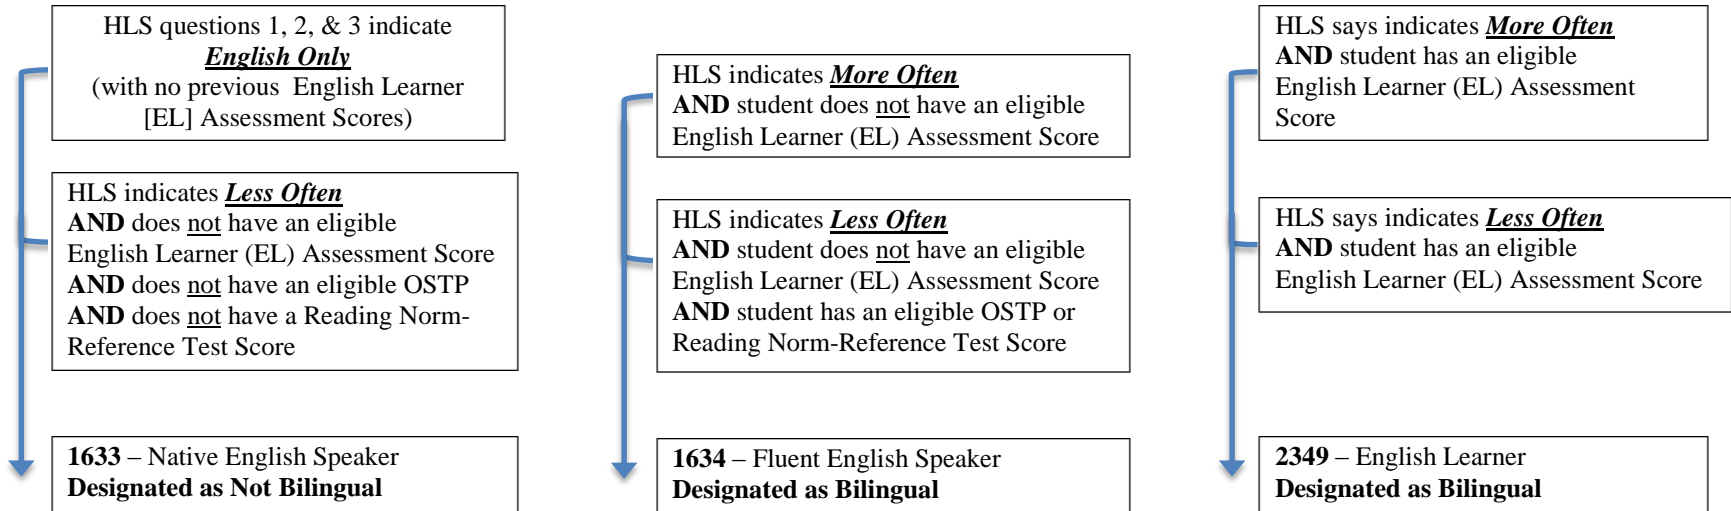 HLS questions 1, 2, & 3 indicate
English Only
(with no previous  English Learner
[EL] Assessment Scores)
HLS indicates Less Often
AND does not have an eligible
English Learner (EL) Assessment Score
AND does not have an eligible OSTP
AND does not have a Reading Norm-
Reference Test Score
1633 – Native English Speaker
Designated as Not Bilingual
HLS indicates More Often
AND student does not have an eligible
English Learner (EL) Assessment Score
HLS indicates Less Often
AND student does not have an eligible
English Learner (EL) Assessment Score
AND student has an eligible OSTP or
Reading Norm-Reference Test Score
1634 – Fluent English Speaker
Designated as Bilingual
HLS says indicates More Often
AND student has an eligible
English Learner (EL) Assessment
Score
HLS says indicates Less Often
AND student has an eligible
English Learner (EL) Assessment Score
2349 – English Learner
Designated as Bilingual